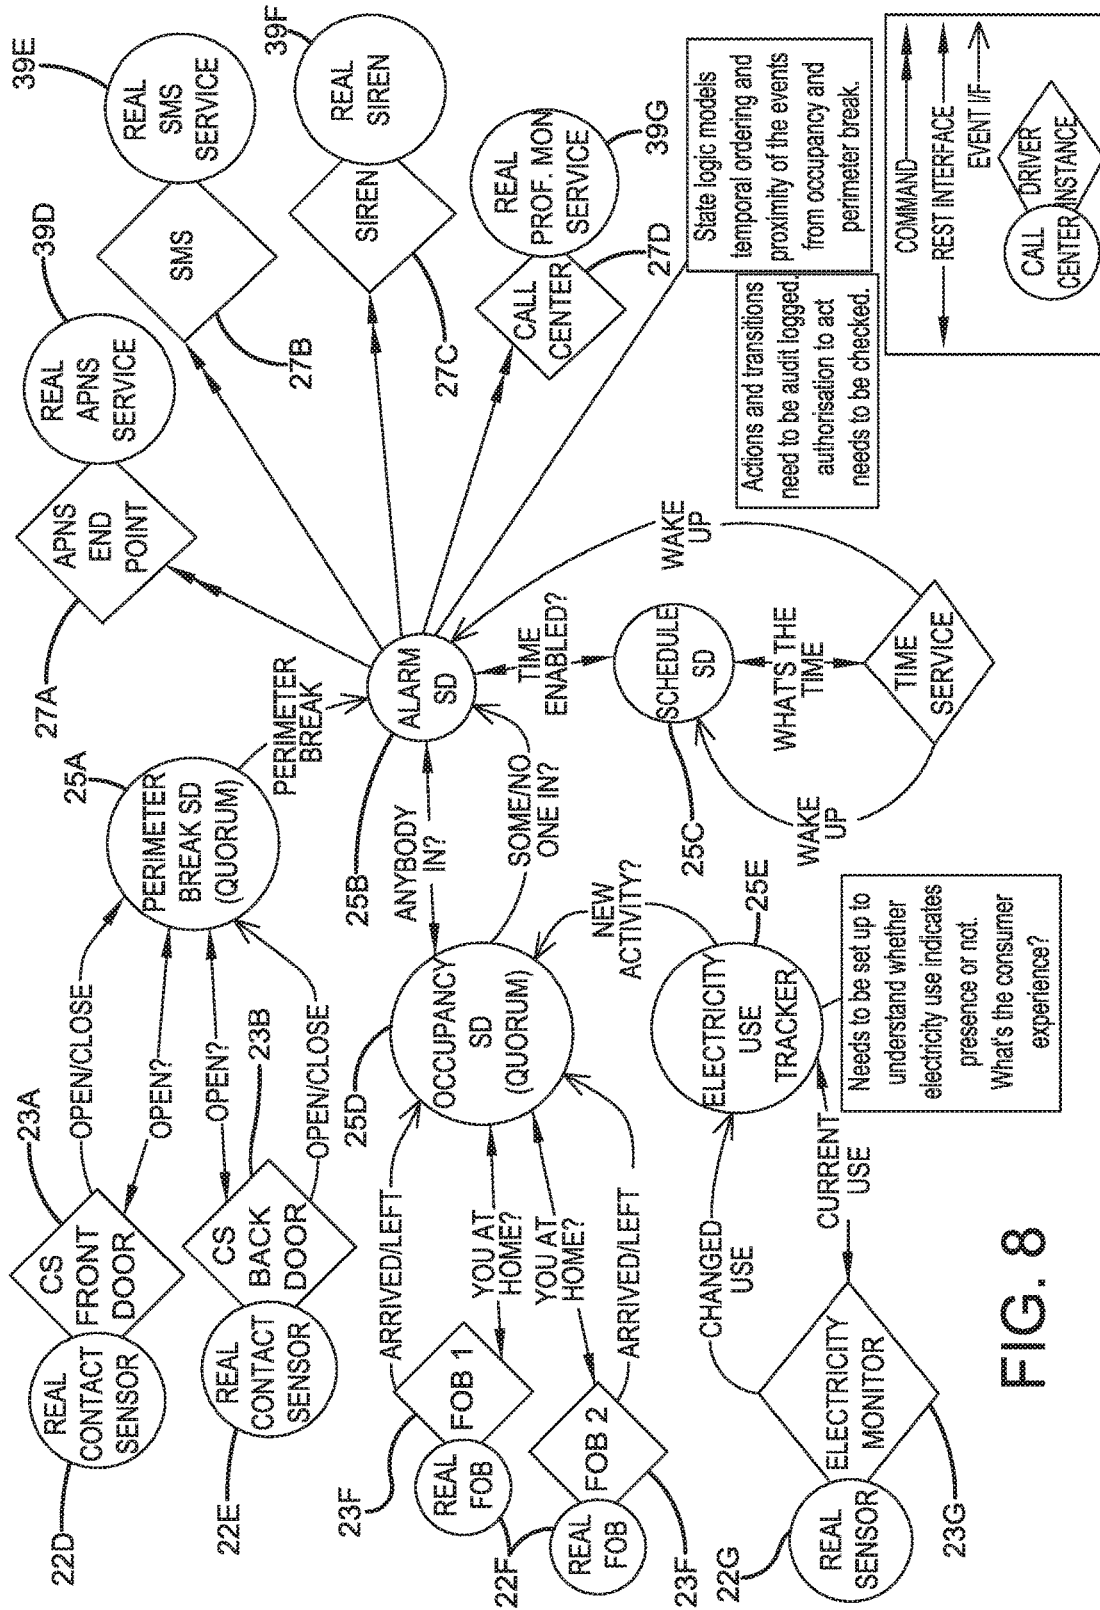 22D
REAL
CONTACT
SENSOR
CS
FRONT
DOOR
23A
OPEN/CLOSE
OPEN?
25A
PERIMETER
BREAK SD
(QUORUM)
PERIMETER
BREAK
22E
REAL
CONTACT
SENSOR
CS
BACK
DOOR
23B
OPEN?
OPEN/CLOSE
27A
APNS
END
POINT
REAL
APNS
SERVICE
39D
27B
SMS
REAL
SMS
SERVICE
39E
27C
SIREN
REAL
SIREN
39F
27D
CALL
CENTER
REAL
PROF. MON
SERVICE
39G
25B
ALARM
SD
ANYBODY
IN?
SOME/NO
ONE IN?
TIME
ENABLED?
WAKE
UP
23F
ARRIVED/LEFT
25D
OCCUPANCY
SD
(QUORUM)
22F
REAL
FOB
FOB 1
YOU AT
HOME?
REAL
FOB
FOB 2
YOU AT
HOME?
23F
ARRIVED/LEFT
NEW
ACTIVITY?
25C
SCHEDULE
SD
WHAT'S THE
TIME
TIME
SERVICE
WAKE
UP
22G
REAL
SENSOR
ELECTRICITY
MONITOR
23G
CHANGED
USE
CURRENT
USE
ELECTRICITY
USE
TRACKER
25E
Needs to be set up to
understand whether
electricity use indicates
presence or not.
What's the consumer
experience?
State logic models
temporal ordering and
proximity of the events
from occupancy and
perimeter break.
Actions and transitions
need to be audit logged.
authorisation to act
needs to be checked.
COMMAND
REST INTERFACE
EVENT I/F
CALL
CENTER
DRIVER
INSTANCE
FIG. 8